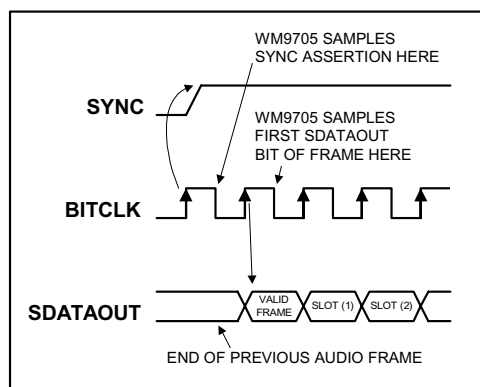 WM9705 SAMPLES
SYNC ASSERTION HERE
SYNC
WM9705 SAMPLES
FIRST SDATAOUT
BIT OF FRAME HERE
BITCLK
SDATAOUT
VALID
FRAME
SLOT (1)
SLOT (2)
END OF PREVIOUS AUDIO FRAME